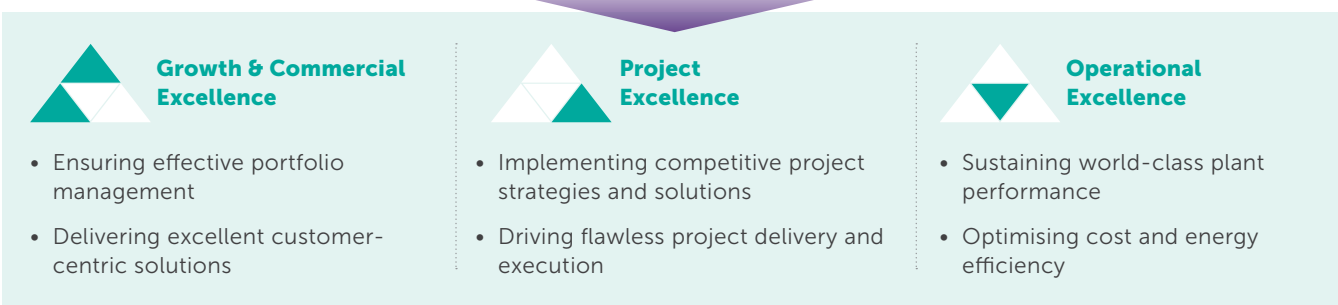 Growth & Commercial
Excellence
• Ensuring effective portfolio
management
• Delivering excellent customer-
centric solutions
Project
Excellence
• Implementing competitive project
strategies and solutions
• Driving flawless project delivery and
execution
Operational
Excellence
• Sustaining world-class plant
performance
• Optimising cost and energy
efficiency